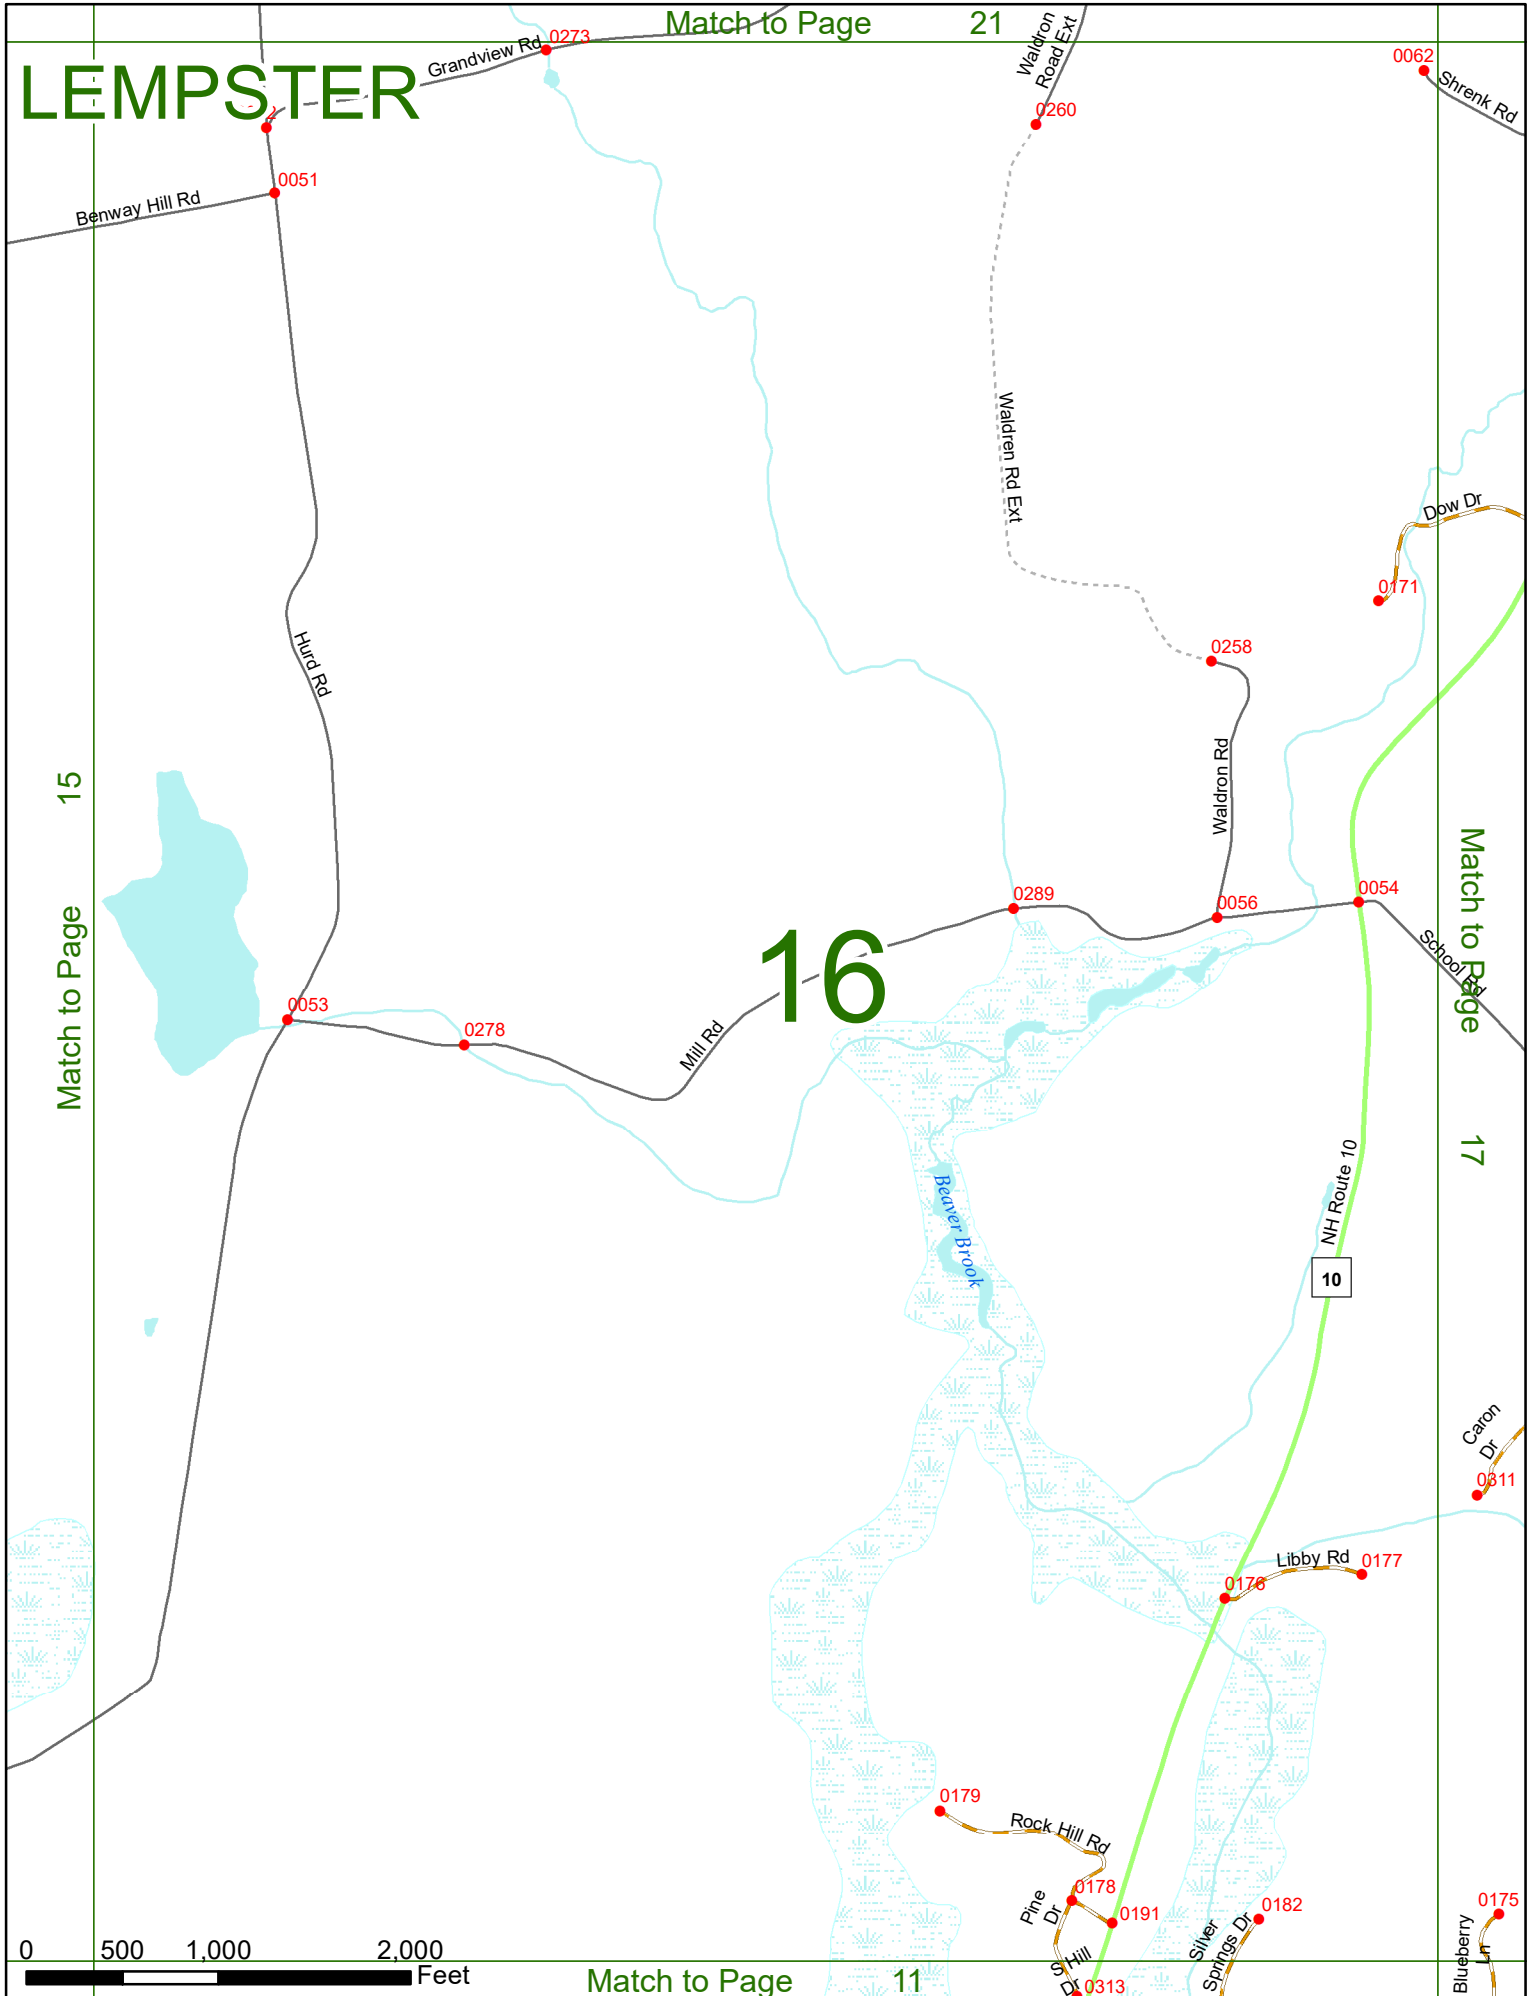 Match to Page 21
LEMPSTER
Grandview Rd
0273
Waldron
Road Ext
0260
0062
Shrenk Rd
0051
Benway Hill Rd
Waldren Rd Ext
Dow Dr
0171
0258
Hurd Rd
Waldron Rd
Match to Page 15
0289
0056
0054
School Rd
Match to Page 17
16
0053
0278
Mill Rd
Beaver Brook
NH Route 10
10
Caron
Dr
0311
Libby Rd
0177
0176
0179
Rock Hill Rd
0178
Pine
Dr
0191
0182
Silver
Springs Dr
0175
Blueberry
Ln
S Hill
Dr
0313
0 500 1,000 2,000
Feet
Match to Page 11